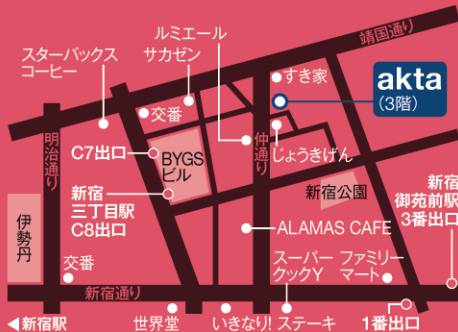 靖国通り
ルミエール
サカゼン
スターバックス
コーヒー
すき家
akta
(3階)
交番
C7出口
BYGS
ビル
明治通り
仲通り
じょうきげん
新宿
三丁目駅
C8出口
新宿公園
新宿
御苑前駅
3番出口
伊勢丹
ALAMAS CAFE
交番
スーパー
クックY
ファミリー
マート
新宿通り
◀新宿駅
世界堂
いきなり!ステーキ
1番出口